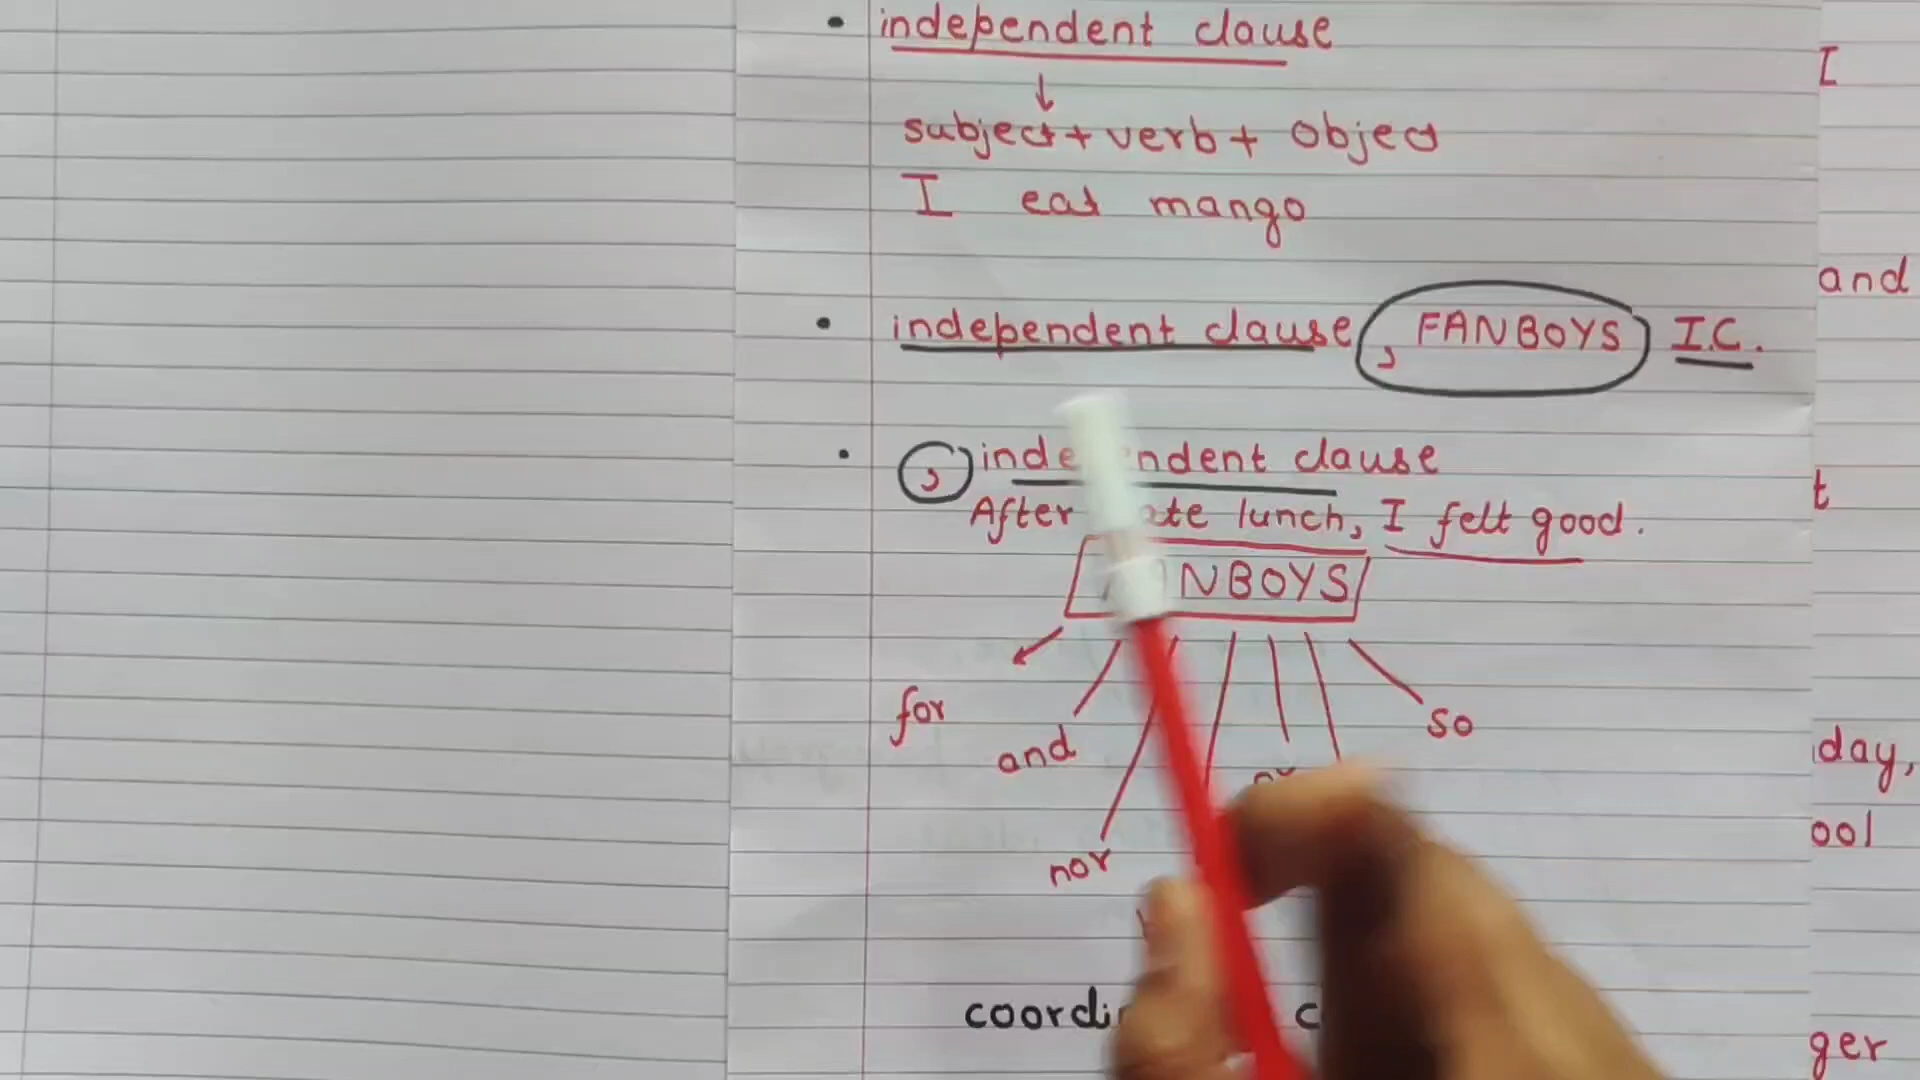 • independent clause
↓
subject + verb + object
I eat mango
• independent clause, FANBOYS I.C.
• , independent clause
After ate lunch, I felt good.
NBOYS
for
and
nor
so
I
and
t
day,
ool
ger